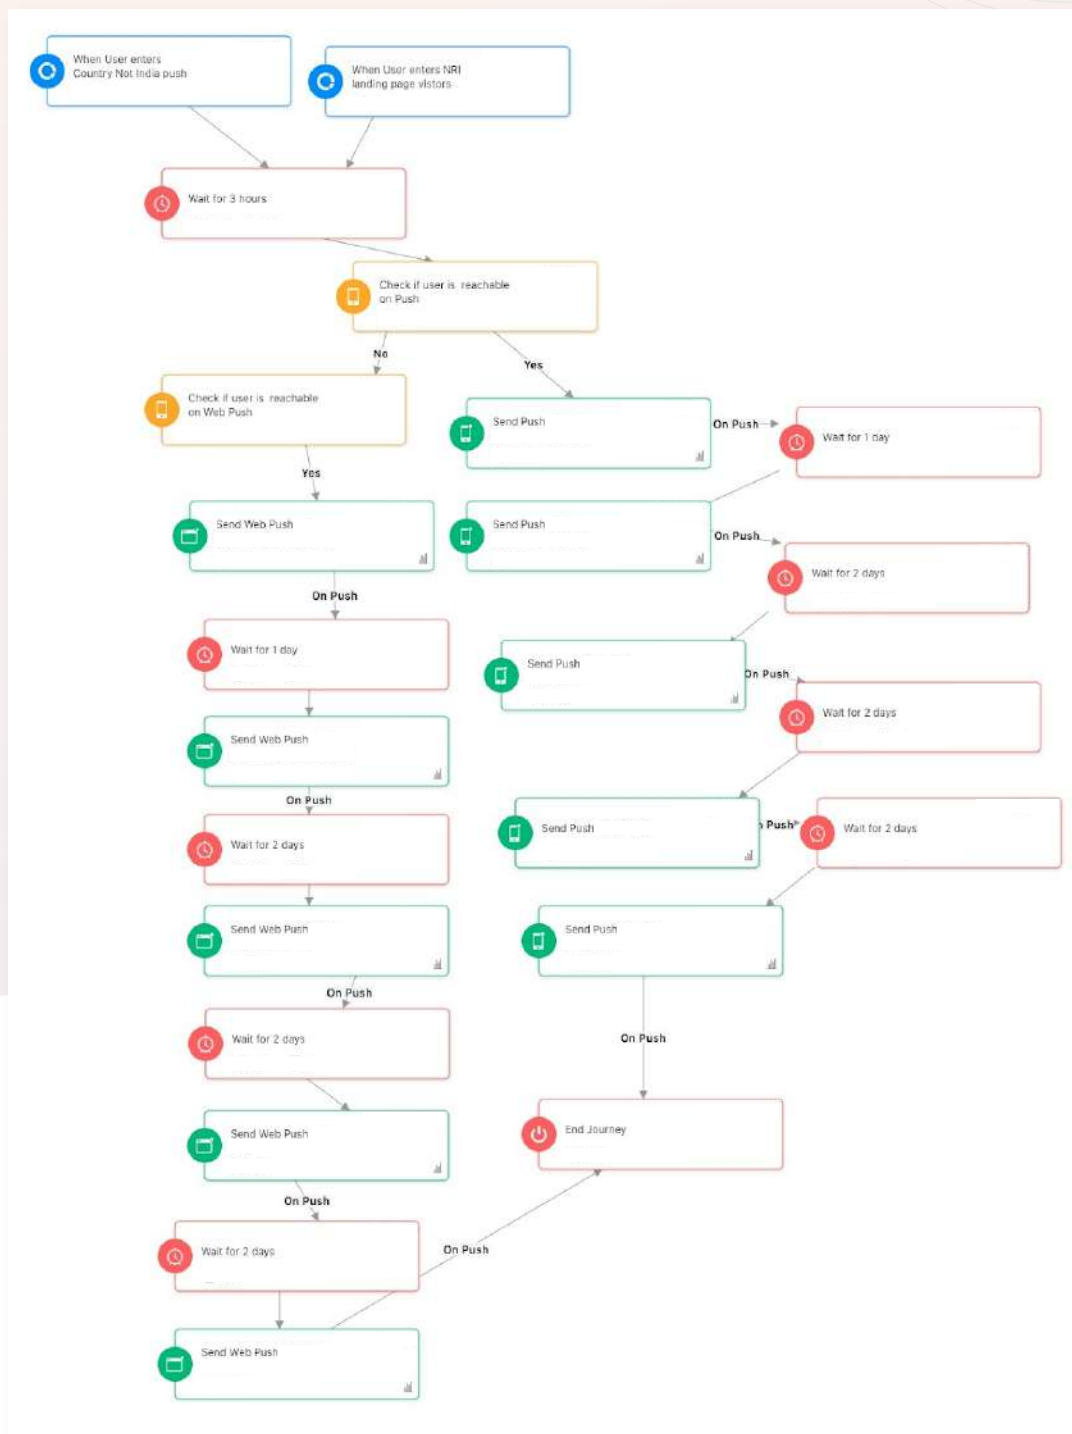 When User enters
Country Not India push
When User enters NRI
landing page vistors
Wait for 3 hours
Check if user is reachable
on Push
No
Yes
Check if user is reachable
on Web Push
Send Push
On Push
Wait for 1 day
Yes
Send Web Push
Send Push
On Push
Wait for 2 days
On Push
Wait for 1 day
Send Push
On Push
Wait for 2 days
Send Web Push
On Push
Wait for 2 days
Send Push
Push
Wait for 2 days
Send Web Push
Send Push
On Push
Wait for 2 days
On Push
Send Web Push
End Journey
On Push
Wait for 2 days
On Push
Send Web Push